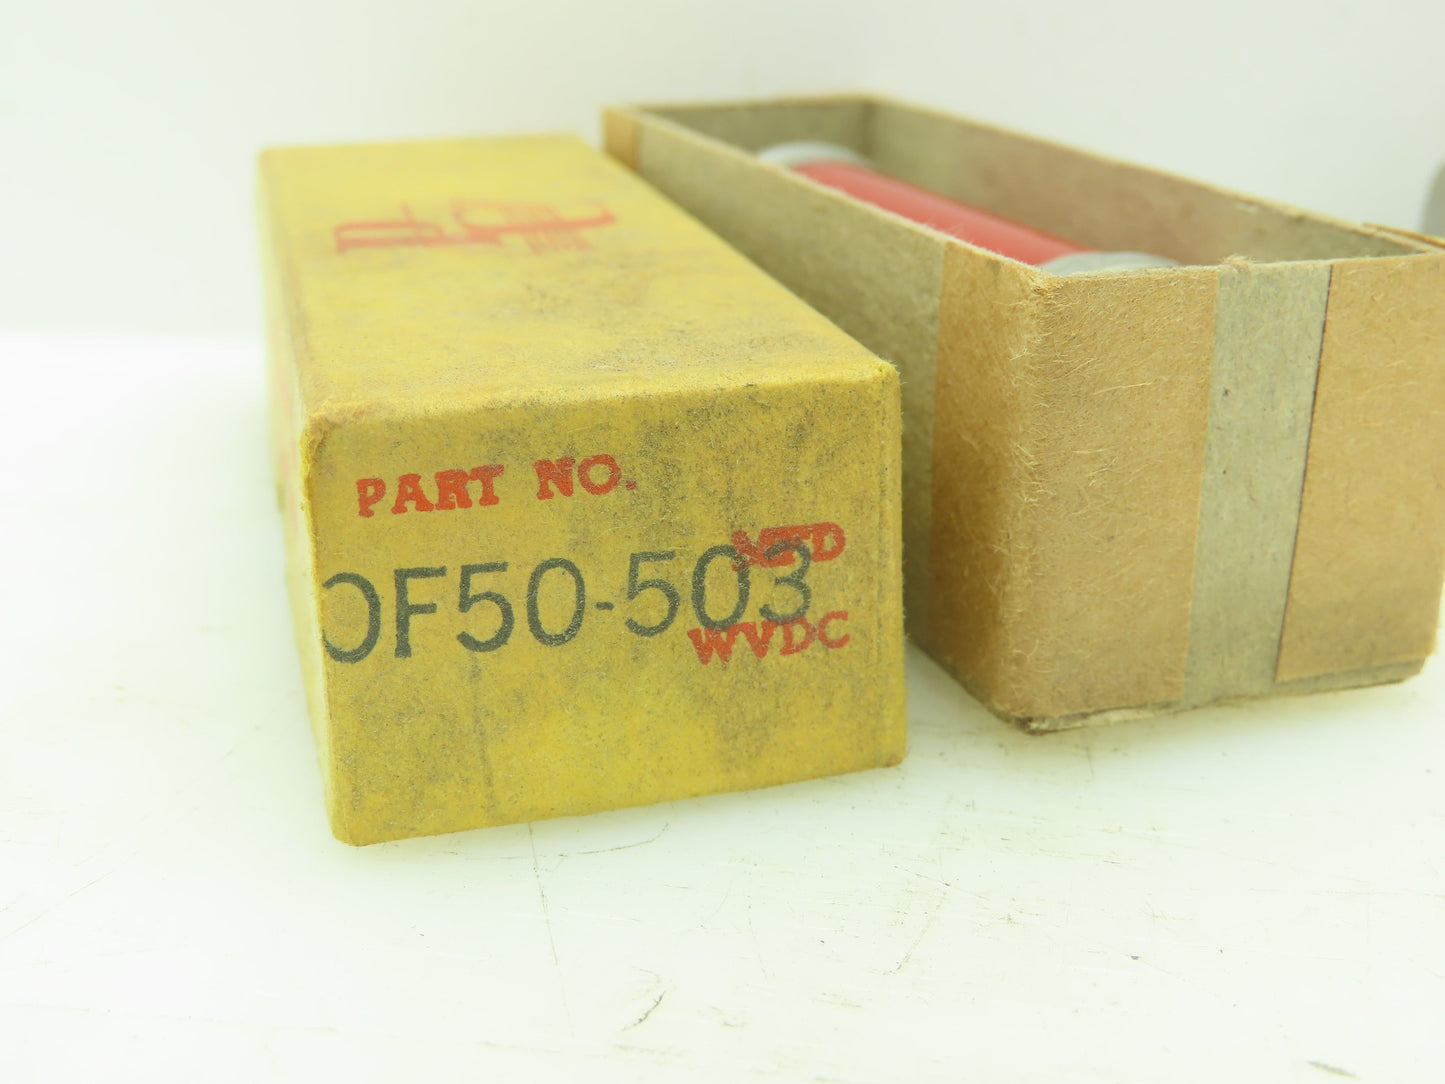 PART NO.
MFD
OF50-503
WVDC